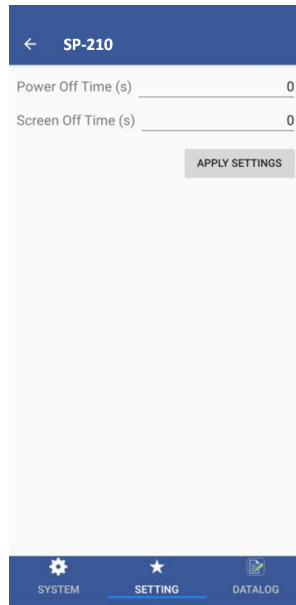 SP-210
Power Off Time (s) 0
Screen Off Time (s) 0
APPLY SETTINGS
SYSTEM SETTING DATALOG